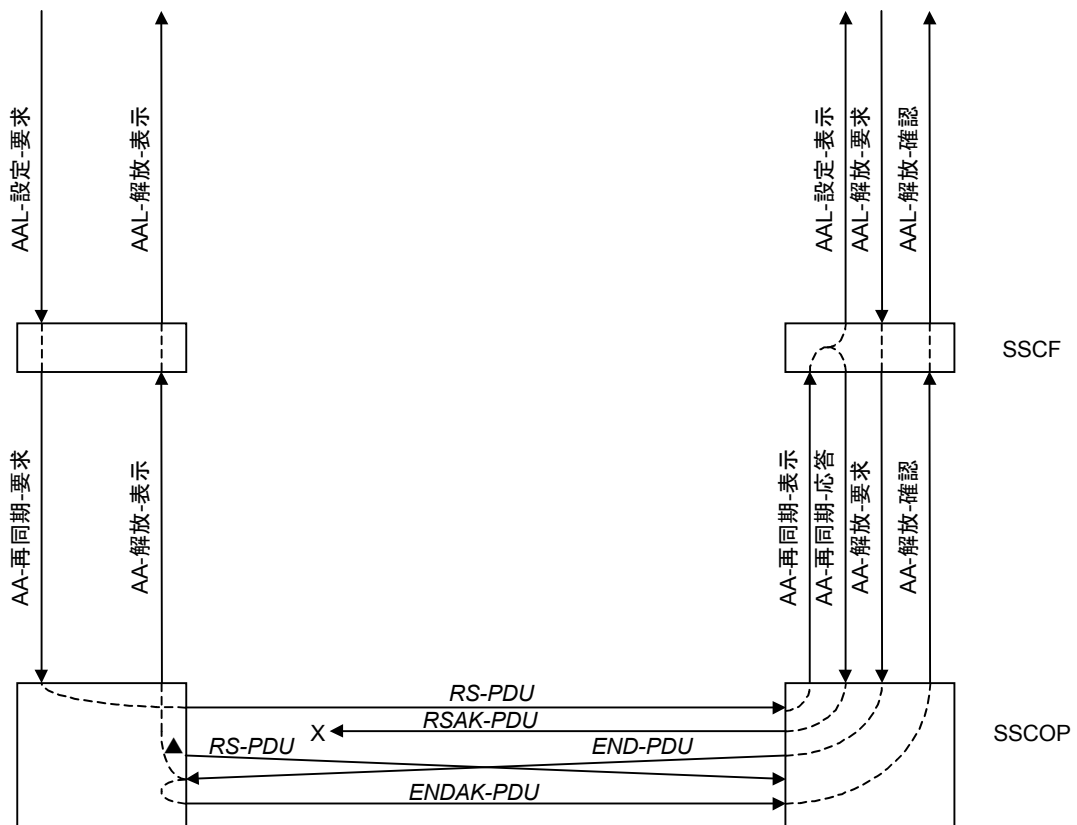 AAL-設定-要求
AAL-解放-表示
AAL-設定-表示
AAL-解放-要求
AAL-解放-確認
SSCF
AA-再同期-要求
AA-解放-表示
AA-再同期-表示
AA-再同期-応答
AA-解放-要求
AA-解放-確認
RS-PDU
RSAK-PDU
X
RS-PDU
END-PDU
SSCOP
ENDAK-PDU